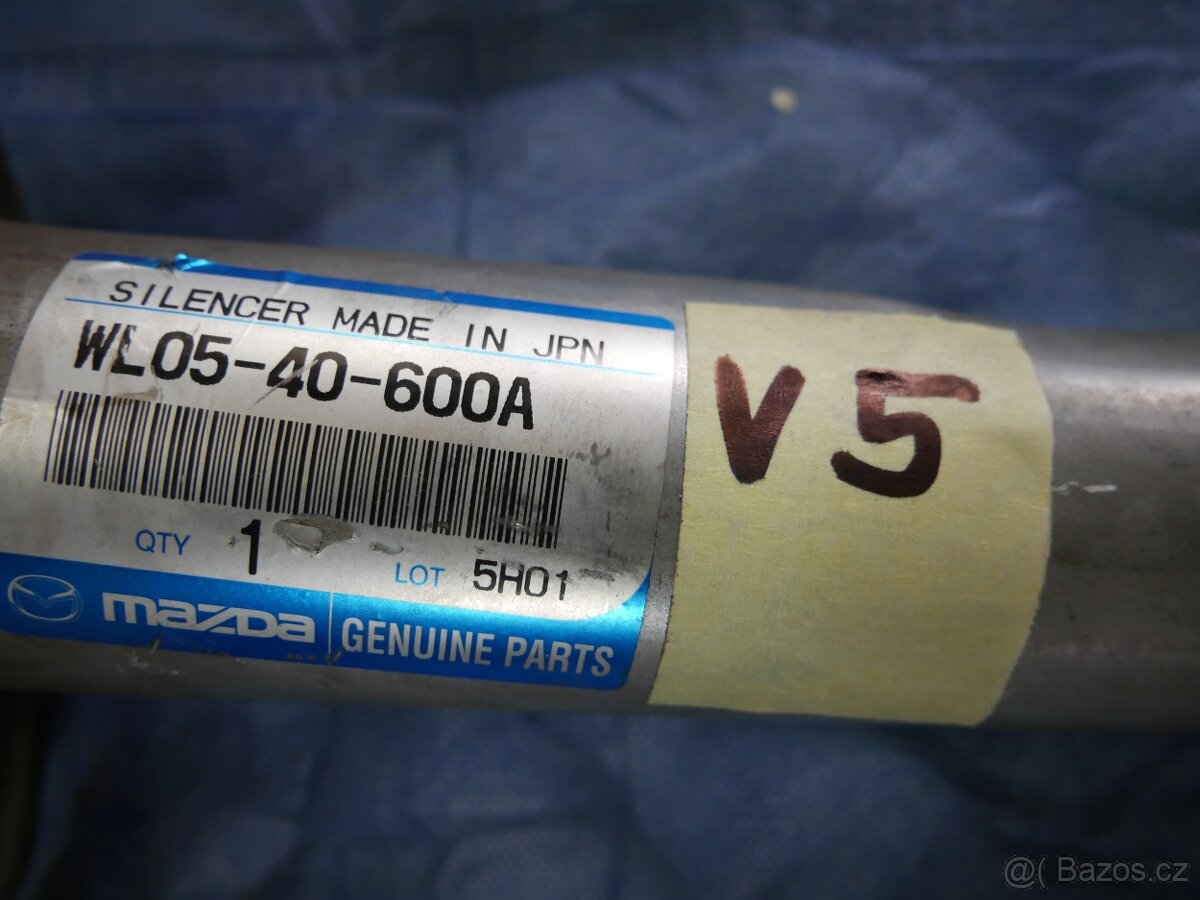 SILENCER MADE IN JPN
WL05-40-600A
QTY 1
LOT 5H01
mazda GENUINE PARTS
V5
@( Bazos.cz